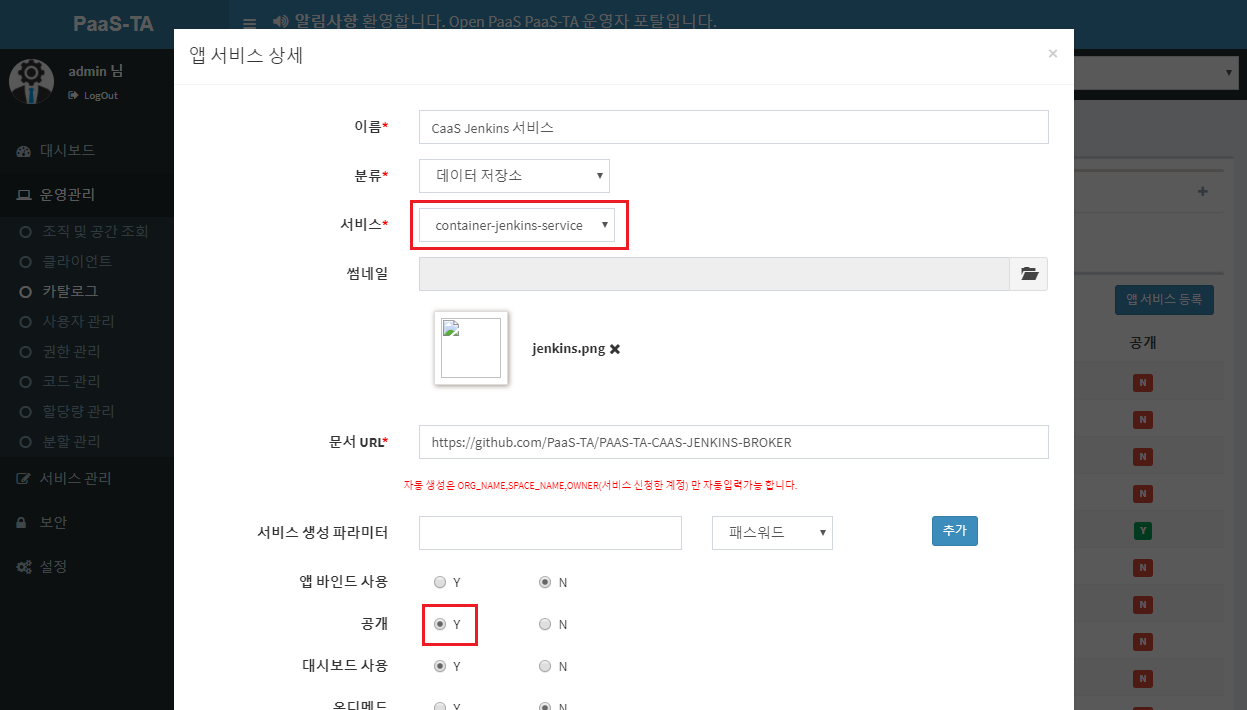 PaaS-TA
알림사항 환영합니다. Open PaaS PaaS-TA 운영자 포탈입니다.
admin 님
LogOut
대시보드
운영관리
조직 및 공간 조회
클라이언트
카탈로그
사용자 관리
권한 관리
코드 관리
할당량 관리
분할 관리
서비스 관리
보안
설정
앱 서비스 상세
×
이름* CaaS Jenkins 서비스
분류* 데이터 저장소
서비스* container-jenkins-service
썸네일
jenkins.png
문서 URL* https://github.com/PaaS-TA/PAAS-TA-CAAS-JENKINS-BROKER
자동 생성은 ORG_NAME,SPACE_NAME,OWNER(서비스 신청한 계정) 만 자동입력가능 합니다.
서비스 생성 파라미터 패스워드 추가
앱 바인드 사용 Y N
공개 Y N
대시보드 사용 Y N
온디맨드 Y N
앱 서비스 등록
공개
N
N
N
N
Y
N
N
N
N